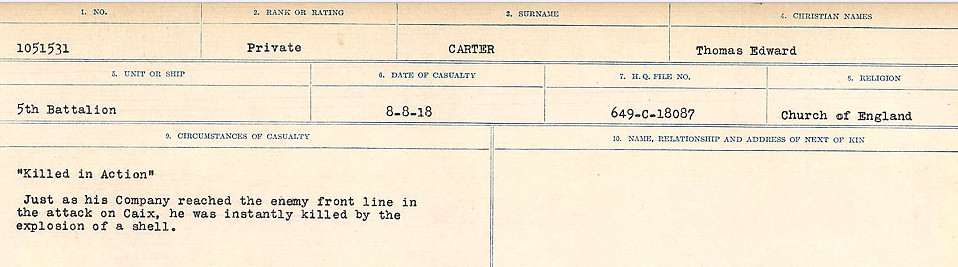 1. NO. 2. RANK OR RATING 3. SURNAME 4. CHRISTIAN NAMES
1051531 Private CARTER Thomas Edward
5. UNIT OR SHIP 6. DATE OF CASUALTY 7. H.Q. FILE NO. 8. RELIGION
5th Battalion 8-8-18 649-C-18087 Church of England
9. CIRCUMSTANCES OF CASUALTY 10. NAME, RELATIONSHIP AND ADDRESS OF NEXT OF KIN
"Killed in Action"
Just as his Company reached the enemy front line in
the attack on Caix, he was instantly killed by the
explosion of a shell.